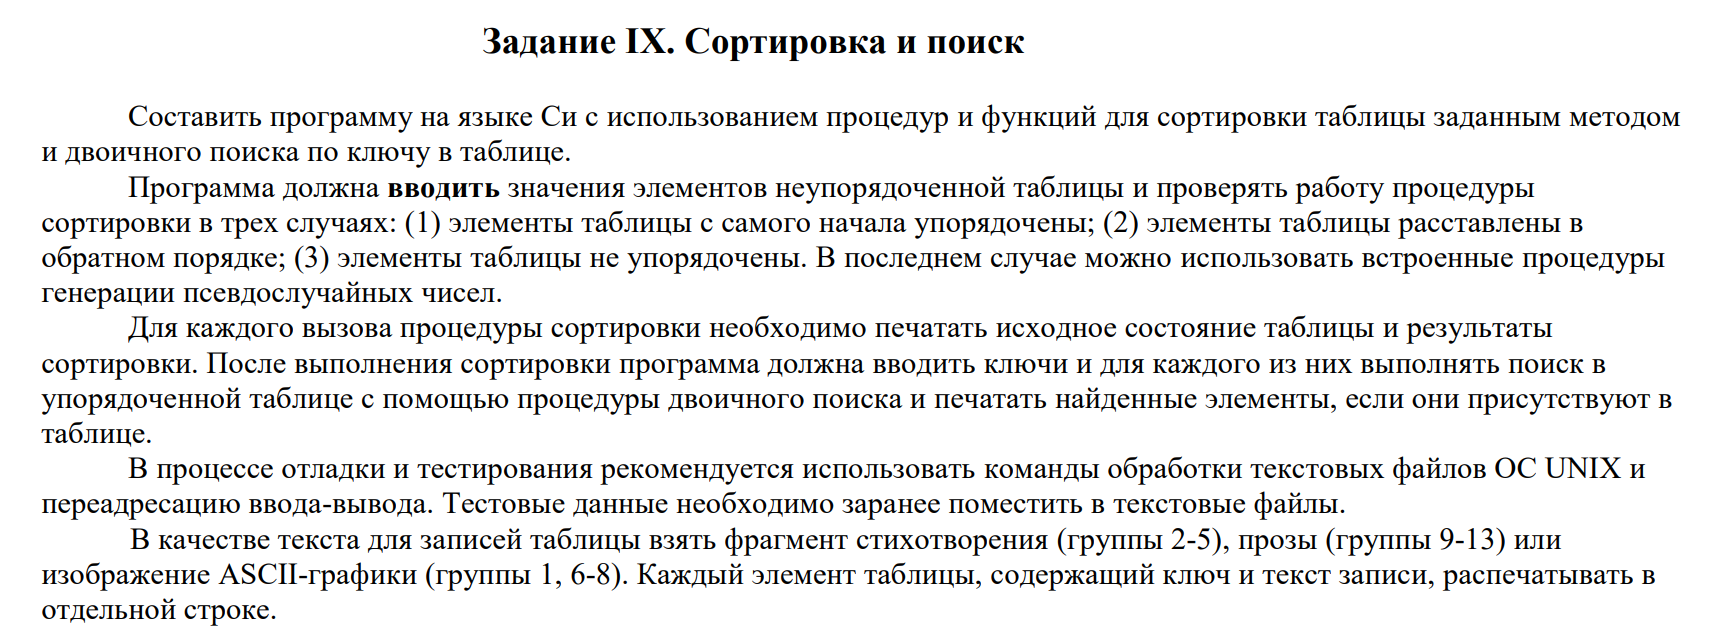 Задание IX. Сортировка и поиск
Составить программу на языке Си с использованием процедур и функций для сортировки таблицы заданным методом
и двоичного поиска по ключу в таблице.
Программа должна вводить значения элементов неупорядоченной таблицы и проверять работу процедуры
сортировки в трех случаях: (1) элементы таблицы с самого начала упорядочены; (2) элементы таблицы расставлены в
обратном порядке; (3) элементы таблицы не упорядочены. В последнем случае можно использовать встроенные процедуры
генерации псевдослучайных чисел.
Для каждого вызова процедуры сортировки необходимо печатать исходное состояние таблицы и результаты
сортировки. После выполнения сортировки программа должна вводить ключи и для каждого из них выполнять поиск в
упорядоченной таблице с помощью процедуры двоичного поиска и печатать найденные элементы, если они присутствуют в
таблице.
В процессе отладки и тестирования рекомендуется использовать команды обработки текстовых файлов ОС UNIX и
переадресацию ввода-вывода. Тестовые данные необходимо заранее поместить в текстовые файлы.
В качестве текста для записей таблицы взять фрагмент стихотворения (группы 2-5), прозы (группы 9-13) или
изображение ASCII-графики (группы 1, 6-8). Каждый элемент таблицы, содержащий ключ и текст записи, распечатывать в
отдельной строке.